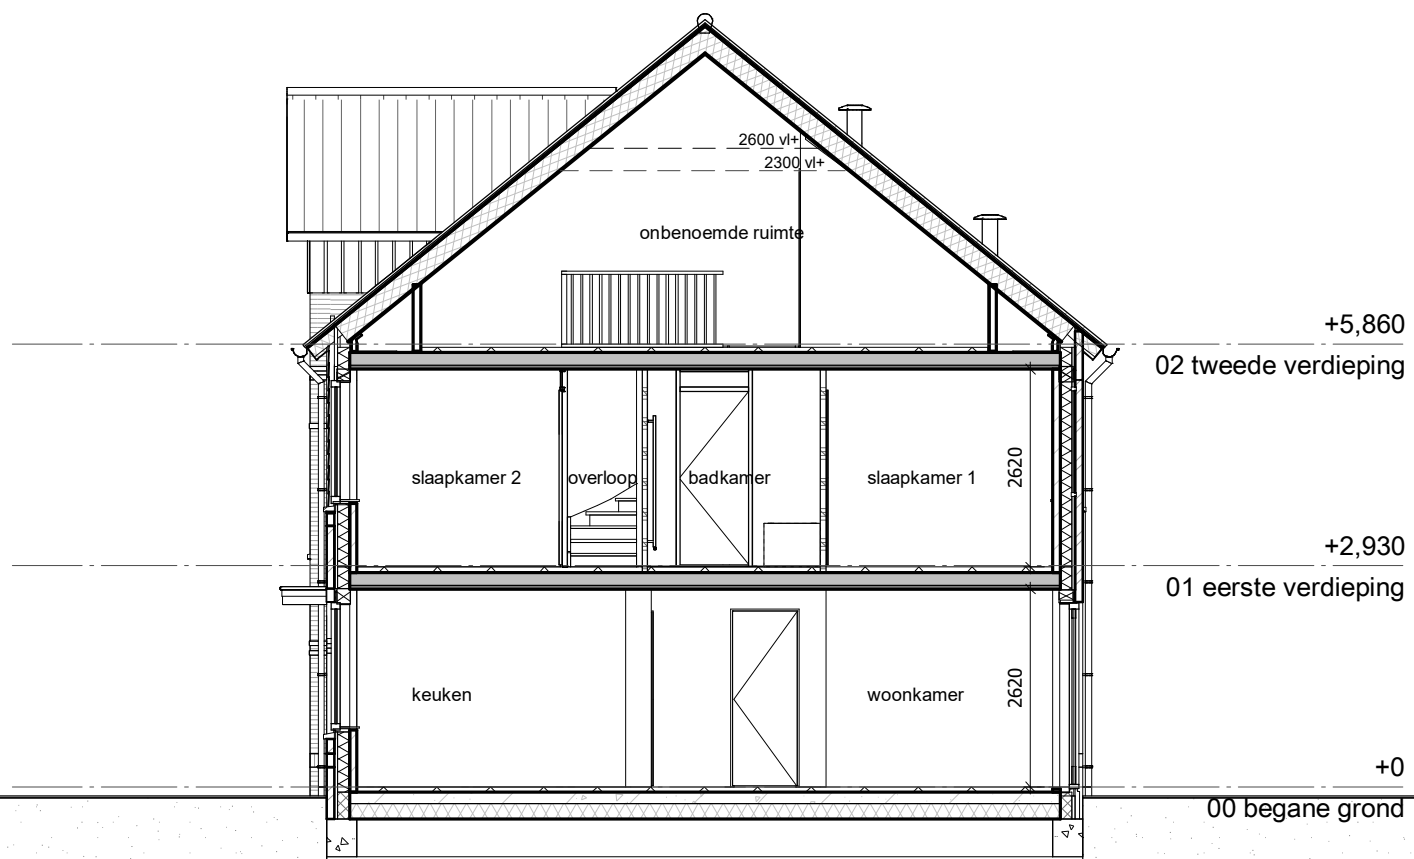 2600 vl+
2300 vl+
onbenoemde ruimte
+5,860
02 tweede verdieping
slaapkamer 2
overloop
badkamer
slaapkamer 1
2620
+2,930
01 eerste verdieping
keuken
woonkamer
2620
+0
00 begane grond